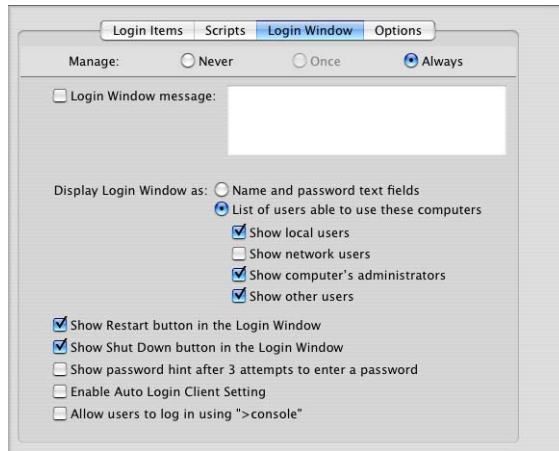 Login Items Scripts Login Window Options
Manage: Never Once Always
Login Window message:
Display Login Window as: Name and password text fields
List of users able to use these computers
Show local users
Show network users
Show computer's administrators
Show other users
Show Restart button in the Login Window
Show Shut Down button in the Login Window
Show password hint after 3 attempts to enter a password
Enable Auto Login Client Setting
Allow users to log in using ">console"